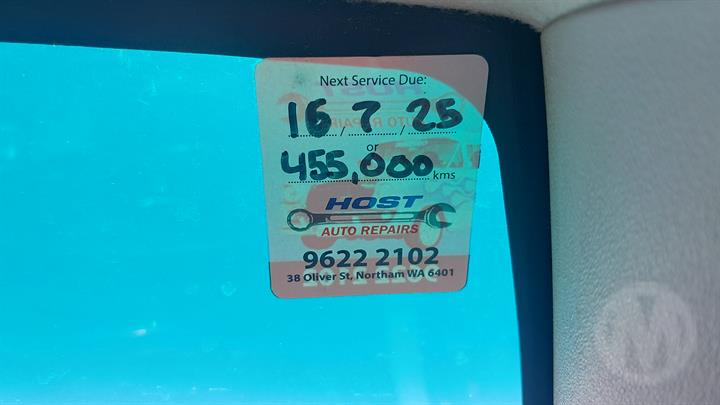 Next Service Due:
16 / 7 / 25
or
455,000 kms
HOST
AUTO REPAIRS
9622 2102
38 Oliver St, Northam WA 6401
M